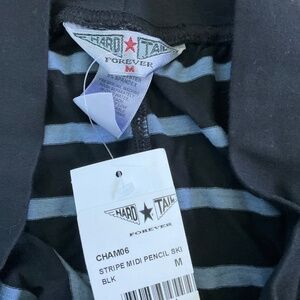 HARD TAIL
FOREVER
M
HARD TAIL
FOREVER
CHAM06
STRIPE MIDI PENCIL SKI
BLK
M